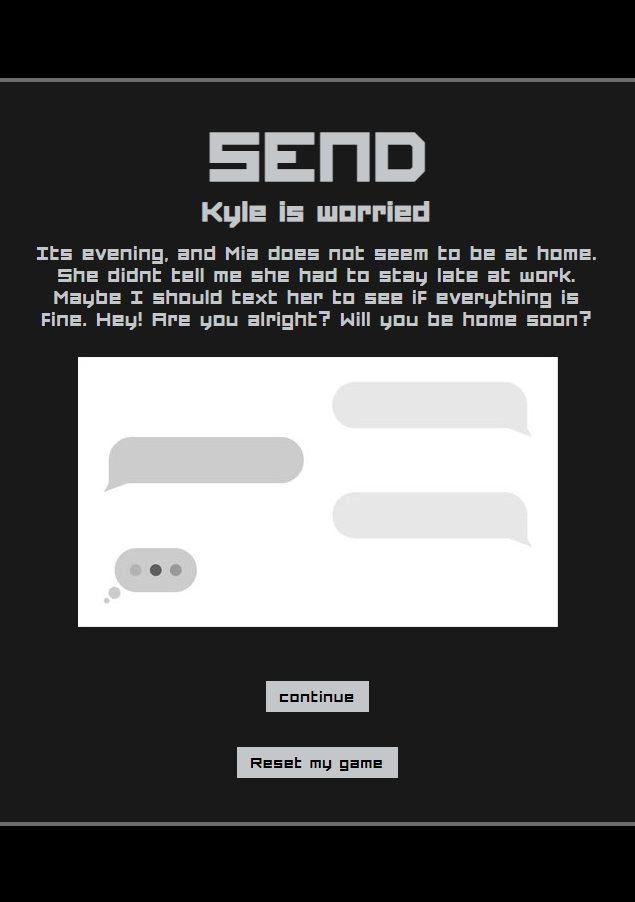 SEND
Kyle is worried
Its evening, and Mia does not seem to be at home.
She didnt tell me she had to stay late at work.
Maybe I should text her to see if everything is
fine. Hey! Are you alright? Will you be home soon?
continue
Reset my game